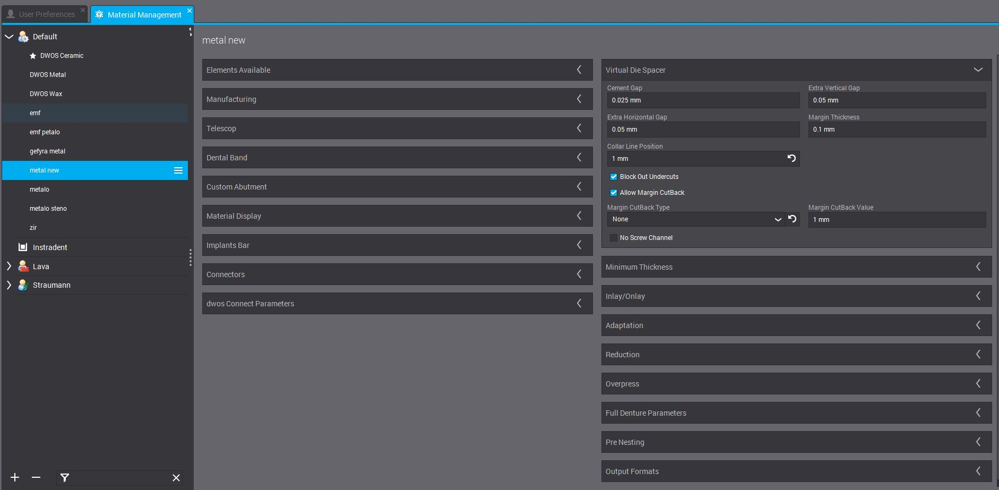 User Preferences
Material Management
Default
DWOS Ceramic
DWOS Metal
DWOS Wax
emf
emf petalo
gefyra metal
metal new
metalo
metalo steno
zir
Instradent
Lava
Straumann
metal new
Elements Available
Manufacturing
Telescop
Dental Band
Custom Abutment
Material Display
Implants Bar
Connectors
dwos Connect Parameters
Virtual Die Spacer
Cement Gap
0.025 mm
Extra Vertical Gap
0.05 mm
Extra Horizontal Gap
0.05 mm
Margin Thickness
0.1 mm
Collar Line Position
1 mm
Block Out Undercuts
Allow Margin CutBack
Margin CutBack Type
None
Margin CutBack Value
1 mm
No Screw Channel
Minimum Thickness
Inlay/Onlay
Adaptation
Reduction
Overpress
Full Denture Parameters
Pre Nesting
Output Formats